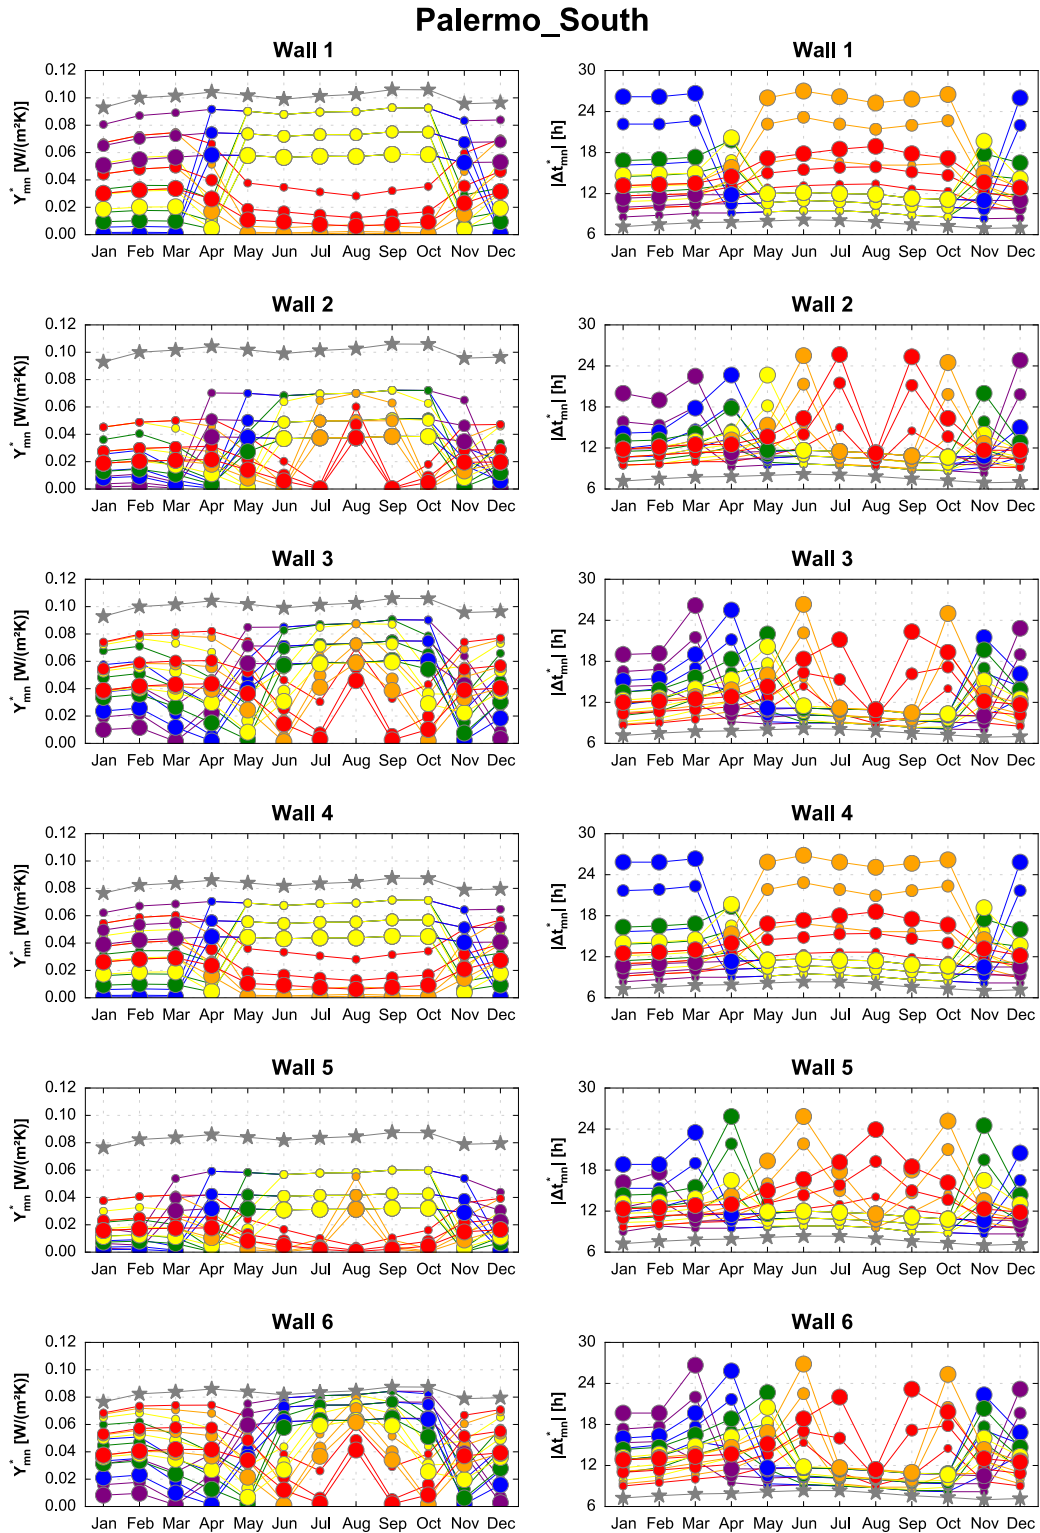 Palermo_South
Wall 1
Wall 1
Y*mn [W/(m²K)]
0.12
0.10
0.08
0.06
0.04
0.02
0.00
Jan Feb Mar Apr May Jun Jul Aug Sep Oct Nov Dec
|Δt*mn| [h]
30
24
18
12
6
Jan Feb Mar Apr May Jun Jul Aug Sep Oct Nov Dec
Wall 2
Wall 2
Y*mn [W/(m²K)]
0.12
0.10
0.08
0.06
0.04
0.02
0.00
Jan Feb Mar Apr May Jun Jul Aug Sep Oct Nov Dec
|Δt*mn| [h]
30
24
18
12
6
Jan Feb Mar Apr May Jun Jul Aug Sep Oct Nov Dec
Wall 3
Wall 3
Y*mn [W/(m²K)]
0.12
0.10
0.08
0.06
0.04
0.02
0.00
Jan Feb Mar Apr May Jun Jul Aug Sep Oct Nov Dec
|Δt*mn| [h]
30
24
18
12
6
Jan Feb Mar Apr May Jun Jul Aug Sep Oct Nov Dec
Wall 4
Wall 4
Y*mn [W/(m²K)]
0.12
0.10
0.08
0.06
0.04
0.02
0.00
Jan Feb Mar Apr May Jun Jul Aug Sep Oct Nov Dec
|Δt*mn| [h]
30
24
18
12
6
Jan Feb Mar Apr May Jun Jul Aug Sep Oct Nov Dec
Wall 5
Wall 5
Y*mn [W/(m²K)]
0.12
0.10
0.08
0.06
0.04
0.02
0.00
Jan Feb Mar Apr May Jun Jul Aug Sep Oct Nov Dec
|Δt*mn| [h]
30
24
18
12
6
Jan Feb Mar Apr May Jun Jul Aug Sep Oct Nov Dec
Wall 6
Wall 6
Y*mn [W/(m²K)]
0.12
0.10
0.08
0.06
0.04
0.02
0.00
Jan Feb Mar Apr May Jun Jul Aug Sep Oct Nov Dec
|Δt*mn| [h]
30
24
18
12
6
Jan Feb Mar Apr May Jun Jul Aug Sep Oct Nov Dec